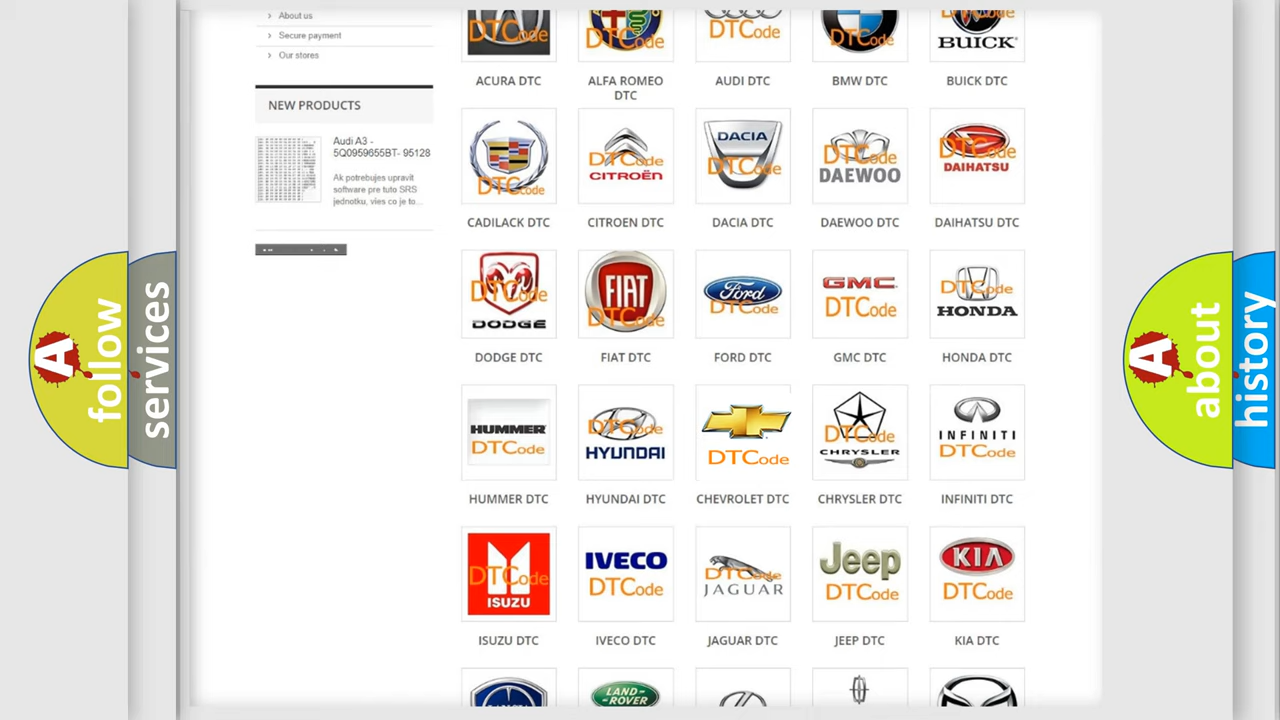 About us
Secure payment
Our stores
NEW PRODUCTS
Audi A3 -
5Q0959655BT- 95128
Ak potrebujes upravit
software pre tuto SRS
jednotku, vies co je to...
A follow
services
DTCode DTCode DTCode DTCode BUICK
ACURA DTC ALFA ROMEO DTC AUDI DTC BMW DTC BUICK DTC
DTCode DTCode CITROËN DACIA DTCode DTCode DAEWOO DTCode DAIHATSU
CADILACK DTC CITROEN DTC DACIA DTC DAEWOO DTC DAIHATSU DTC
DTCode DODGE FIAT DTCode Ford DTCode GMC DTCode DTCode HONDA
DODGE DTC FIAT DTC FORD DTC GMC DTC HONDA DTC
HUMMER DTCode DTCode HYUNDAI DTCode DTCode CHRYSLER INFINITI DTCode
HUMMER DTC HYUNDAI DTC CHEVROLET DTC CHRYSLER DTC INFINITI DTC
DTCode ISUZU IVECO DTCode DTCode JAGUAR Jeep DTCode KIA DTCode
ISUZU DTC IVECO DTC JAGUAR DTC JEEP DTC KIA DTC
LAND-
ROVER
A about
history